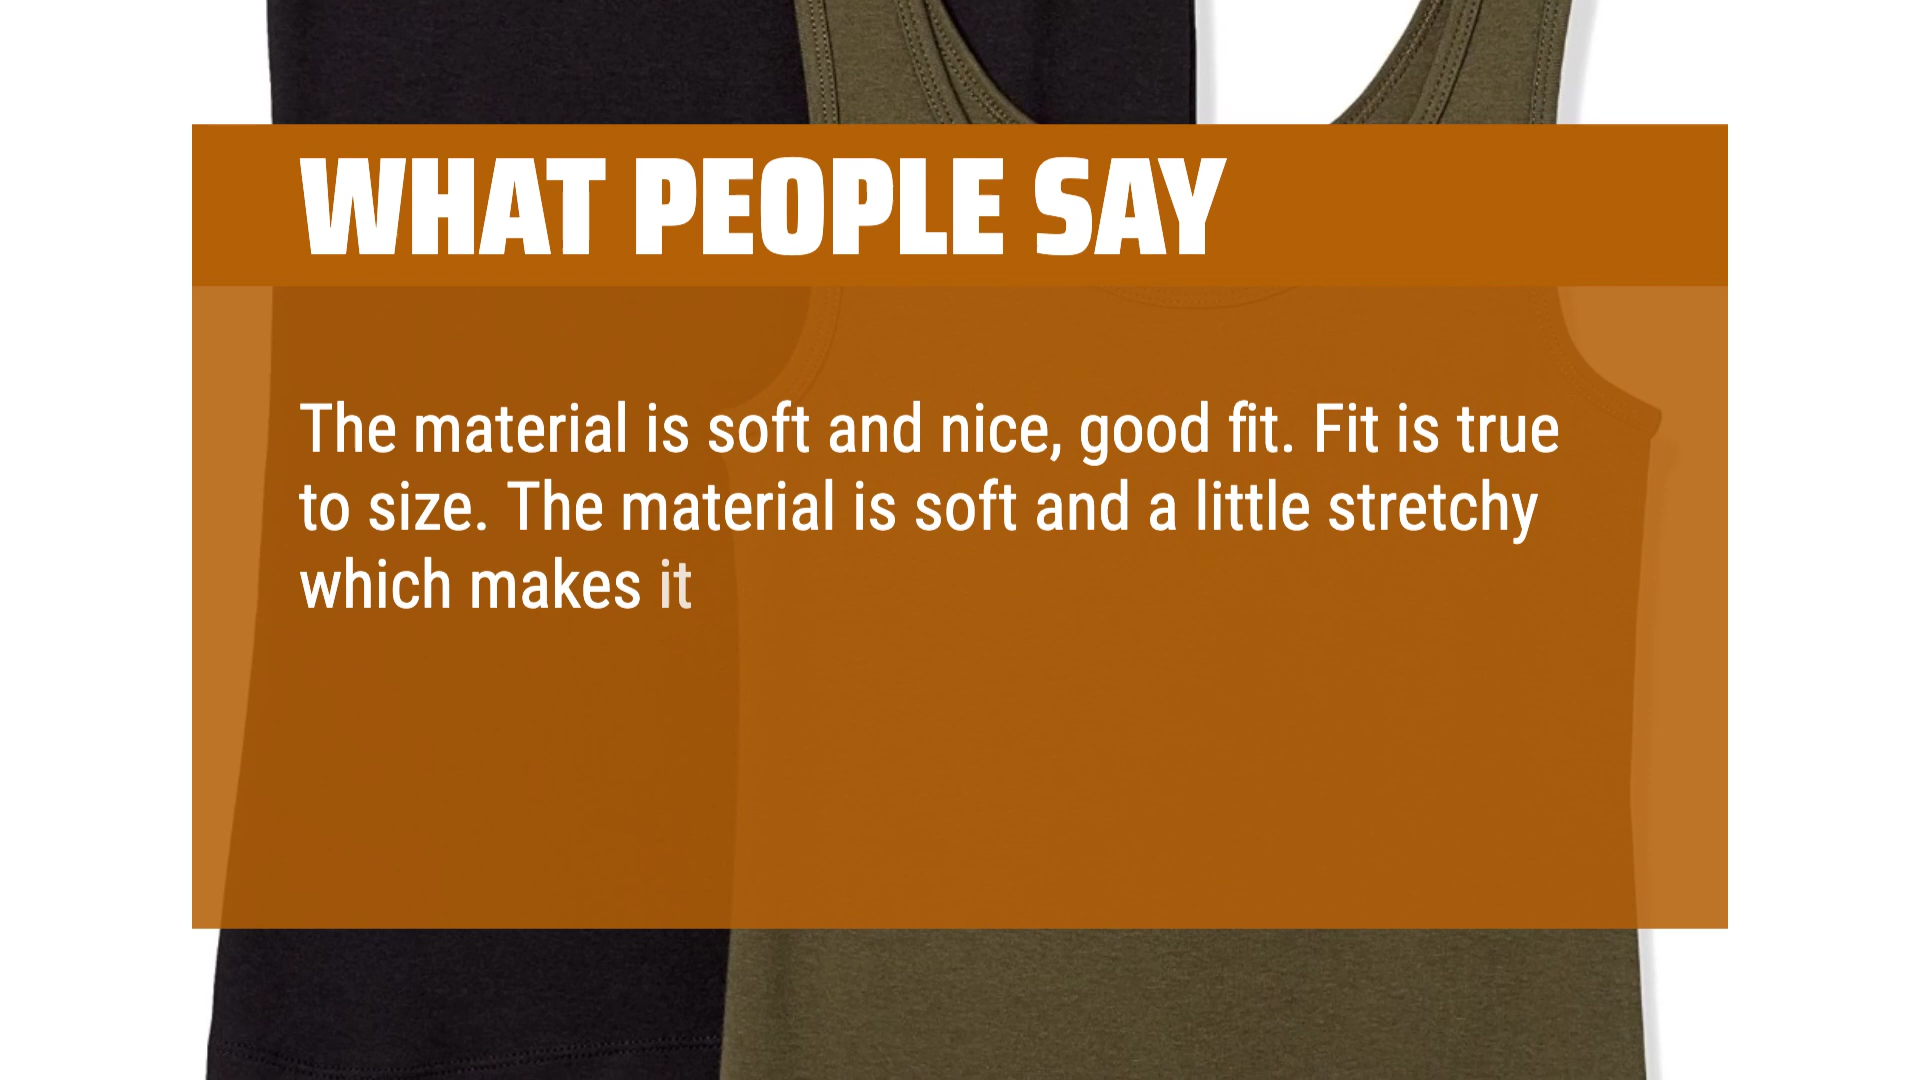 WHAT PEOPLE SAY
The material is soft and nice, good fit. Fit is true
to size. The material is soft and a little stretchy
which makes it